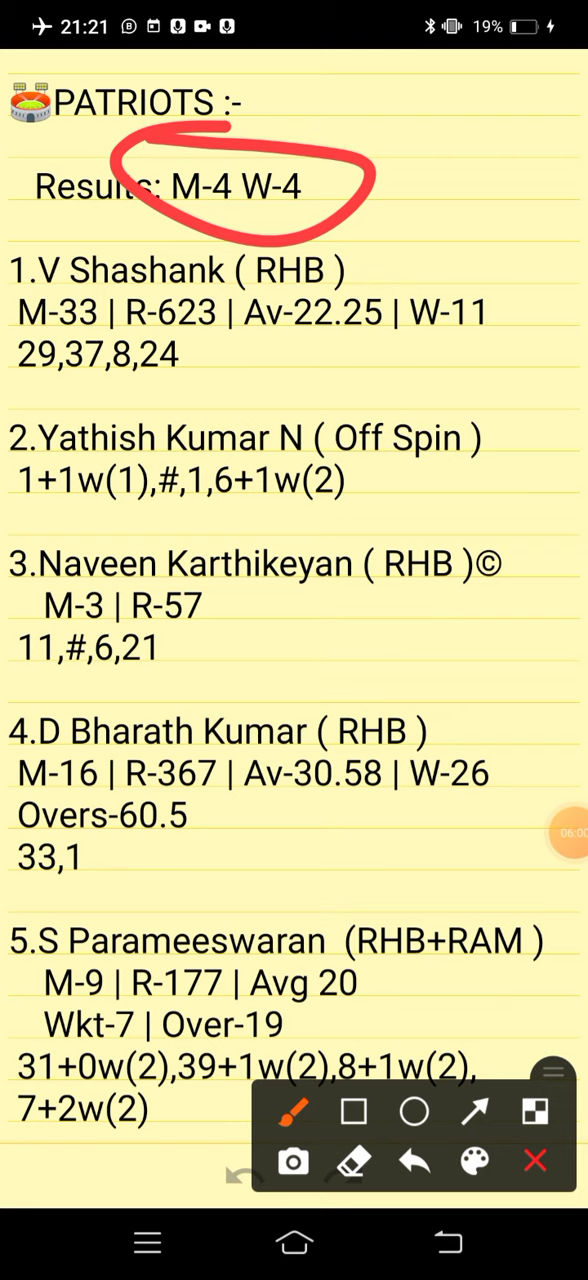 21:21
19%
PATRIOTS :-
Results: M-4 W-4
1.V Shashank ( RHB )
M-33 | R-623 | Av-22.25 | W-11
29,37,8,24
2.Yathish Kumar N ( Off Spin )
1+1w(1),#,1,6+1w(2)
3.Naveen Karthikeyan ( RHB )©
M-3 | R-57
11,#,6,21
4.D Bharath Kumar ( RHB )
M-16 | R-367 | Av-30.58 | W-26
Overs-60.5
33,1
06:00
5.S Parameeswaran (RHB+RAM )
M-9 | R-177 | Avg 20
Wkt-7 | Over-19
31+0w(2),39+1w(2),8+1w(2),
7+2w(2)